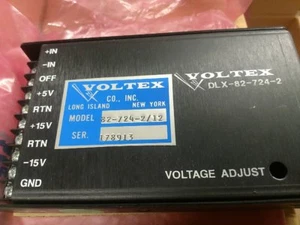 +IN
-IN
OFF
+5V
RTN
+15V
RTN
-15V
GND
VOLTEX
CO., INC.
LONG ISLAND NEW YORK
MODEL 82-724-2/12
SER. 178913
VOLTEX
DLX-82-724-2
VOLTAGE ADJUST